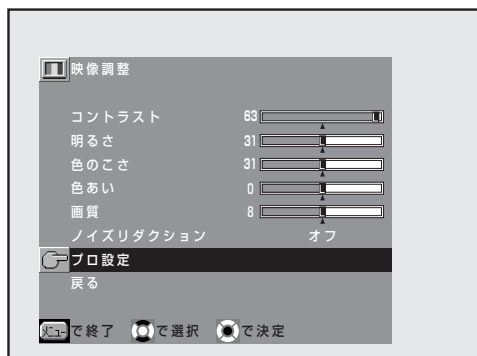 映像調整
コントラスト 63
明るさ 31
色のこさ 31
色あい 0
画質 8
ノイズリダクション オフ
プロ設定
戻る
メニューで終了 で選択 で決定